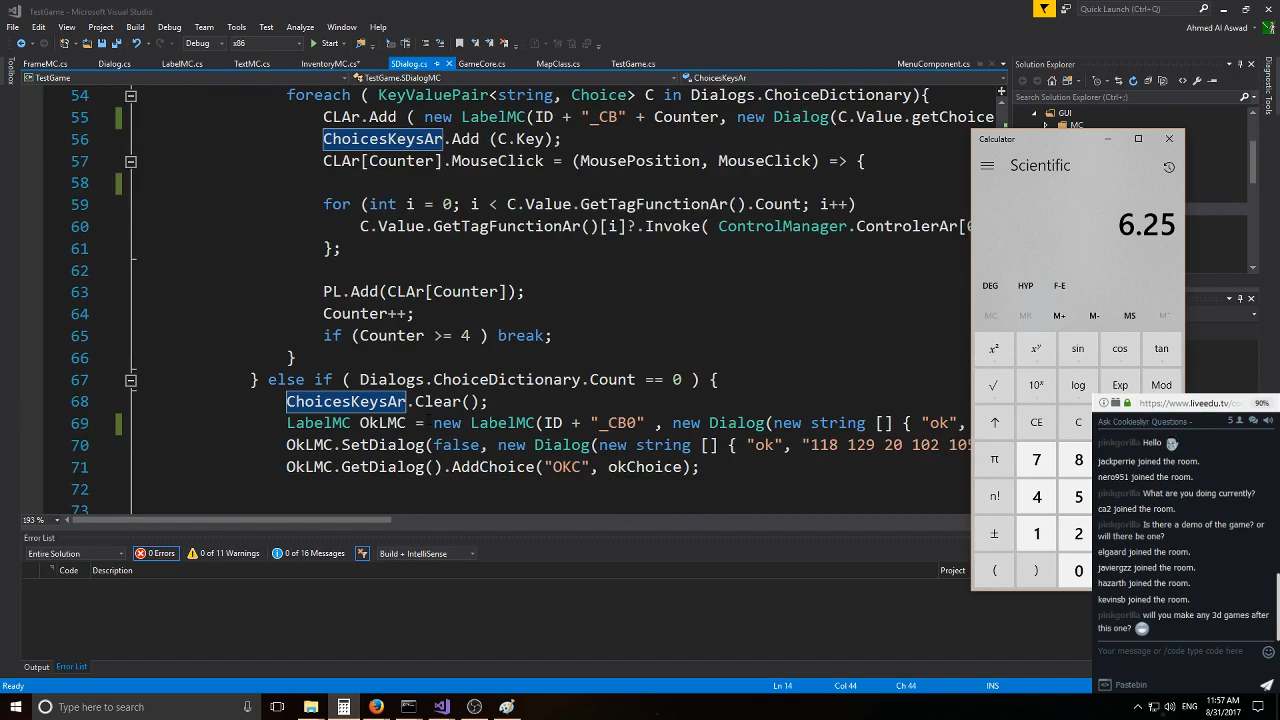 TestGame - Microsoft Visual Studio
Quick Launch (Ctrl+Q)
File Edit View Project Build Debug Team Tools Test Analyze Window Help
Ahmed Al Aswad
Debug x86 Start
FrameMC.cs Dialog.cs LabelMC.cs TextMC.cs InventoryMC.cs* SDialog.cs GameCore.cs MapClass.cs TestGame.cs MenuComponent.cs
Solution Explorer
TestGame TestGame.SDialogMC ChoicesKeysAr
Toolbox
Diagnostic Tools
Search Solution Explorer (Ctrl+;)
GUI
MC
54 foreach ( KeyValuePair<string, Choice> C in Dialogs.ChoiceDictionary){
55 CLAr.Add ( new LabelMC(ID + "_CB" + Counter, new Dialog(C.Value.getChoice
56 ChoicesKeysAr.Add (C.Key);
57 CLAr[Counter].MouseClick = (MousePosition, MouseClick) => {
58
59 for (int i = 0; i < C.Value.GetTagFunctionAr().Count; i++)
60 C.Value.GetTagFunctionAr()[i]?.Invoke( ControlManager.ControlerAr[0
61 };
62
63 PL.Add(CLAr[Counter]);
64 Counter++;
65 if (Counter >= 4 ) break;
66 }
67 } else if ( Dialogs.ChoiceDictionary.Count == 0 ) {
68 ChoicesKeysAr.Clear();
69 LabelMC OkLMC = new LabelMC(ID + "_CB0" , new Dialog(new string [] { "ok",
70 OkLMC.SetDialog(false, new Dialog(new string [] { "ok", "118 129 20 102 105
71 OkLMC.GetDialog().AddChoice("OKC", okChoice);
72
73
193 %
Calculator
Scientific
6.25
DEG HYP F-E
MC MR M+ M- MS
x² xʸ sin cos tan
√ 10ˣ log Exp Mod
↑ CE C
π 7 8
n! 4 5
± 1 2
( ) 0
Error List
Entire Solution 0 Errors 0 of 11 Warnings 0 of 16 Messages Build + IntelliSense
Code Description Project
Output Error List
Ready Ln 14 Col 44 Ch 44 INS
https://www.liveedu.tv/co 90%
Ask Cookieslyr Questions - 5
pinkgorilla Hello
jackperrie joined the room.
nero951 joined the room.
pinkgorilla What are you doing currently?
ca2 joined the room.
pinkgorilla Is there a demo of the game? or
will there be one?
elgaard joined the room.
javiergzz joined the room.
hazarth joined the room.
kevinsb joined the room.
pinkgorilla will you make any 3d games after
this one?
Your message or /code type code here
Pastebin
Type here to search
ENG
11:57 AM
8/31/2017